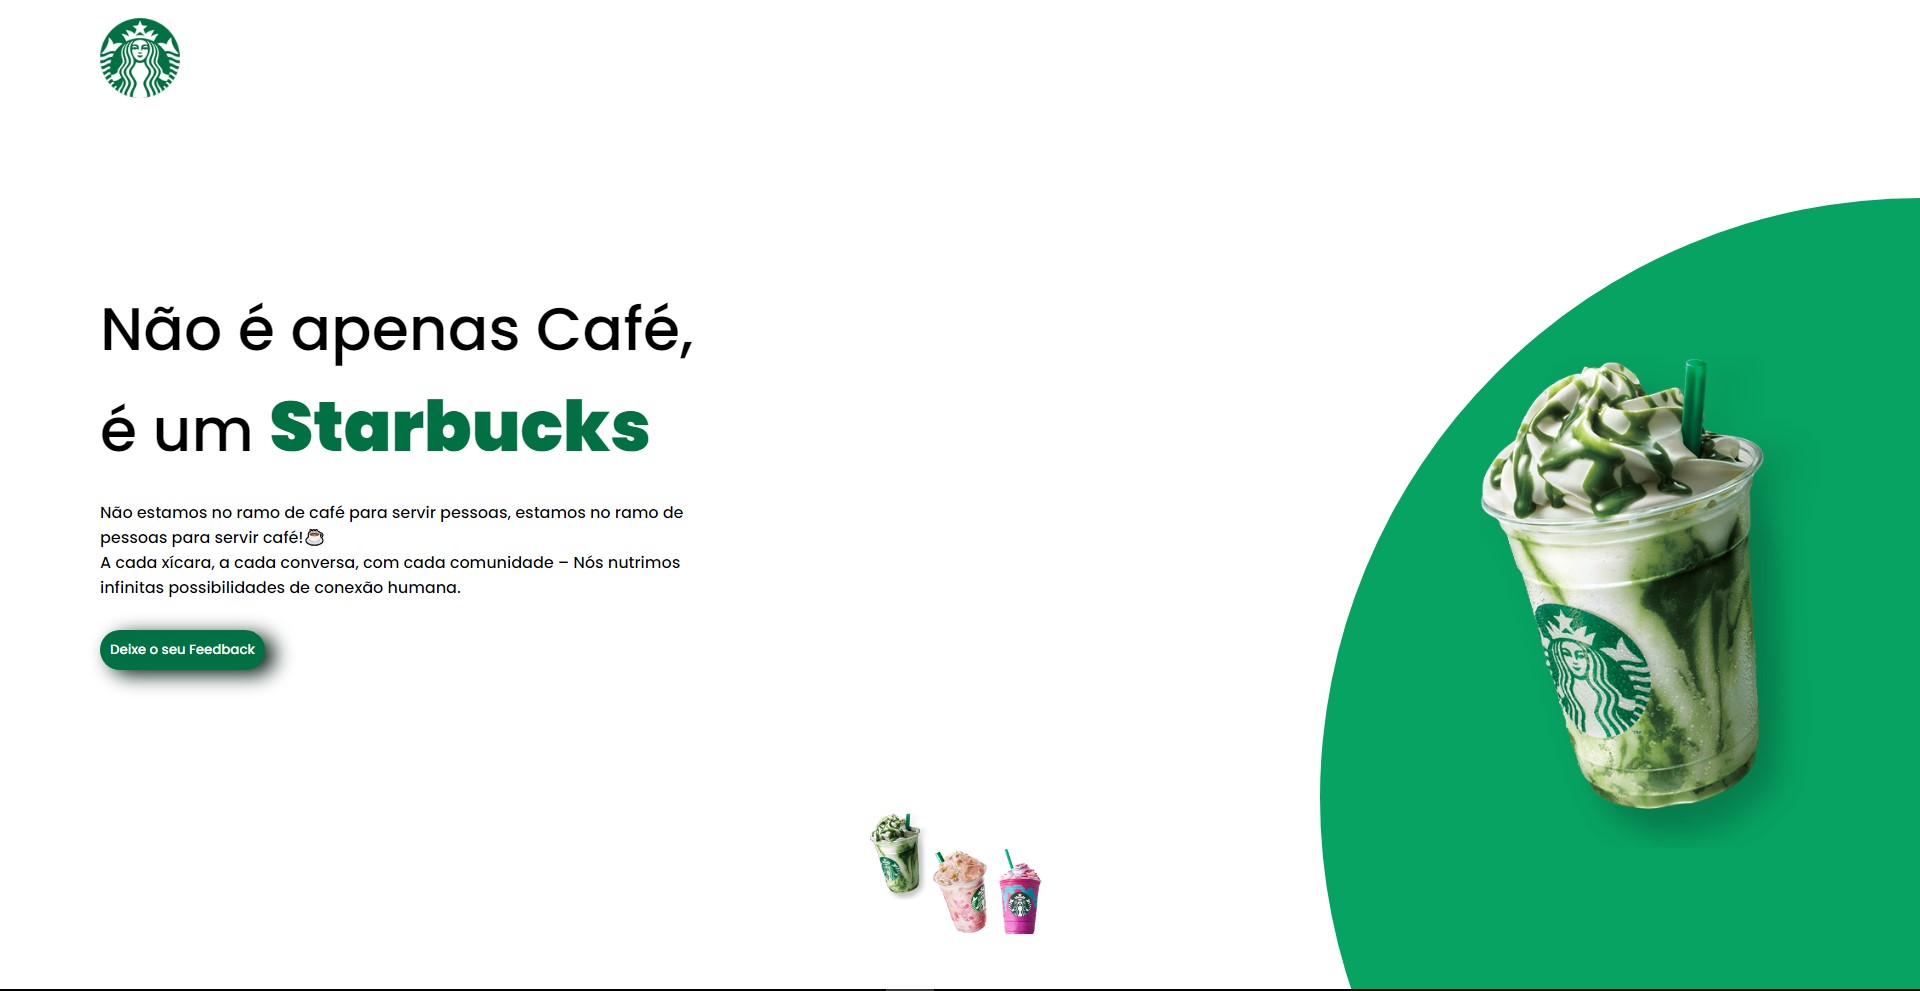 Não é apenas Café,
é um Starbucks
Não estamos no ramo de café para servir pessoas, estamos no ramo de
pessoas para servir café!☕
A cada xícara, a cada conversa, com cada comunidade – Nós nutrimos
infinitas possibilidades de conexão humana.
Deixe o seu Feedback